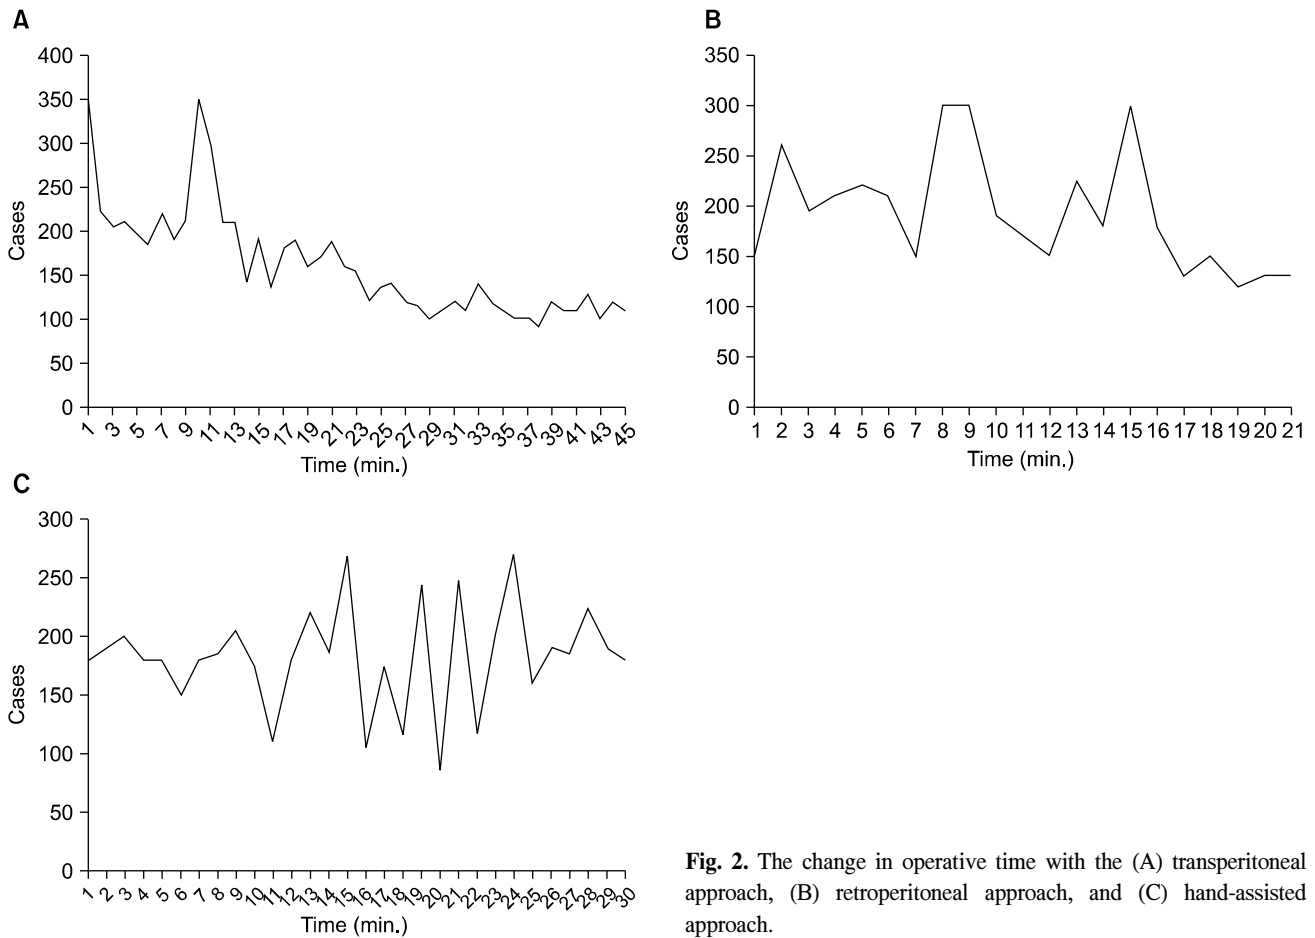 A
400
350
300
250
200
150
100
50
0
Cases
1 3 5 7 9 11 13 15 17 19 21 23 25 27 29 31 33 35 37 39 41 43 45
Time (min.)
B
350
300
250
200
150
100
50
0
Cases
1 2 3 4 5 6 7 8 9 10 11 12 13 14 15 16 17 18 19 20 21
Time (min.)
C
300
250
200
150
100
50
0
Cases
1 2 3 4 5 6 7 8 9 10 11 12 13 14 15 16 17 18 19 20 21 22 23 24 25 26 27 28 29 30
Time (min.)
Fig. 2. The change in operative time with the (A) transperitoneal
approach, (B) retroperitoneal approach, and (C) hand-assisted
approach.